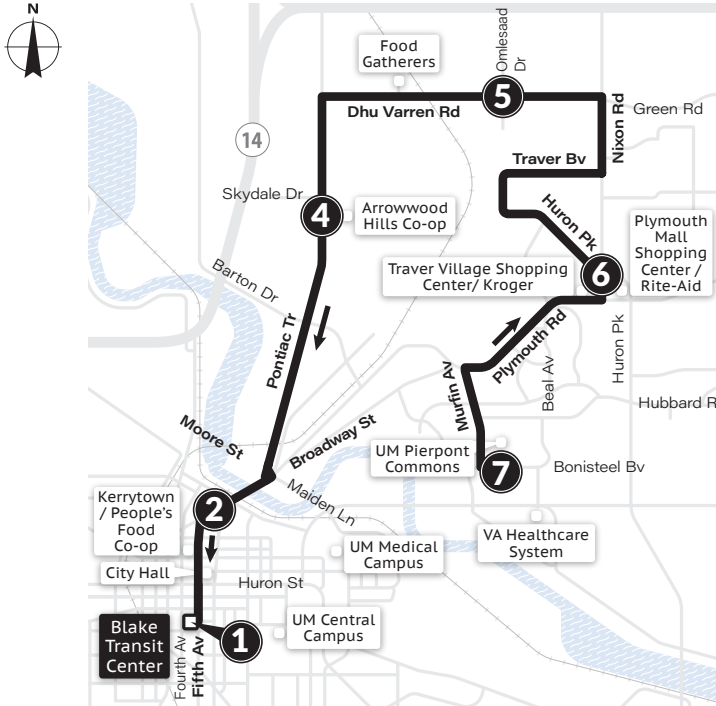 N
Food
Gatherers
Omlesaad
Dr
5
Dhu Varren Rd
Green Rd
Nixon Rd
14
Traver Bv
Skydale Dr
4
Arrowwood
Hills Co-op
Huron Pk
Plymouth
Mall
Shopping
Center /
Rite-Aid
Traver Village Shopping
Center/ Kroger
6
Barton Dr
Pontiac Tr
Plymouth Rd
Huron Pk
Murfin Av
Beal Av
Hubbard R
Moore St
Broadway St
UM Pierpont
Commons
7
Bonisteel Bv
Kerrytown
/ People's
Food
Co-op
2
Maiden Ln
VA Healthcare
System
UM Medical
Campus
City Hall
Huron St
Blake
Transit
Center
1
UM Central
Campus
Fourth Av
Fifth Av